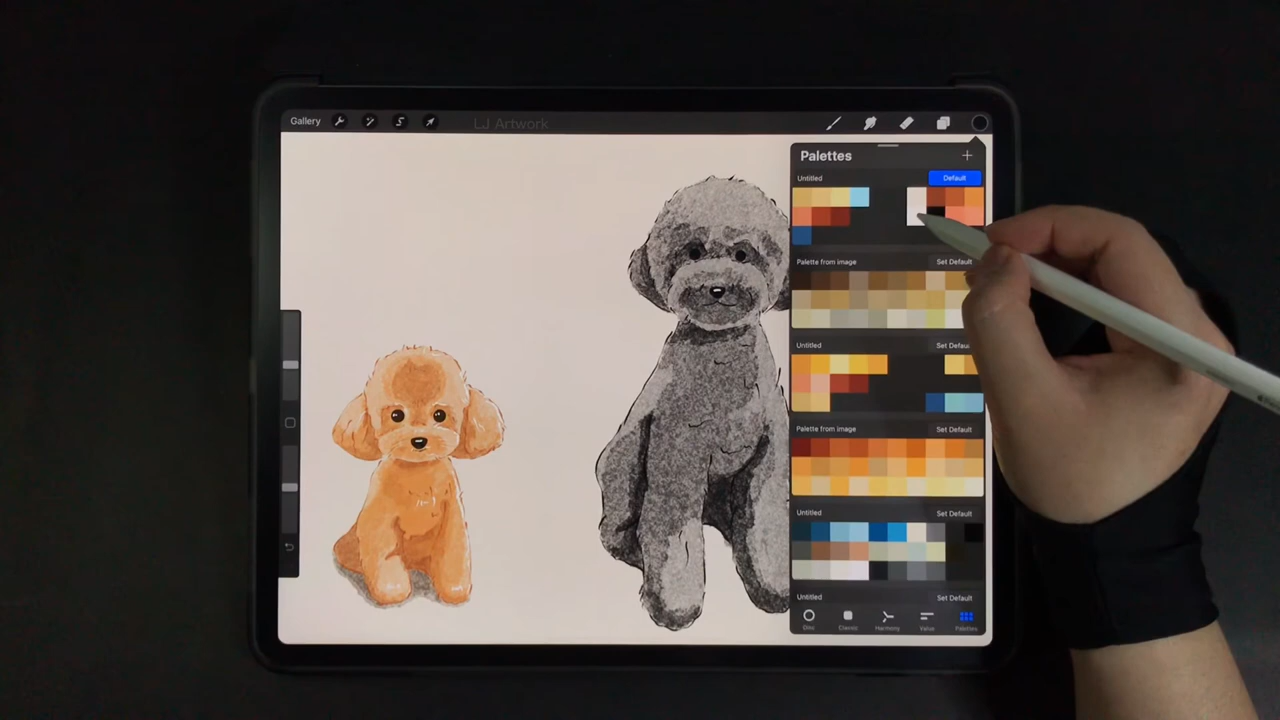 Gallery
LJ Artwork
Palettes
Untitled Default
Palette from image Set Default
Untitled Set Default
Palette from image Set Default
Untitled Set Default
Untitled Set Default
Disc Classic Harmony Value Palettes